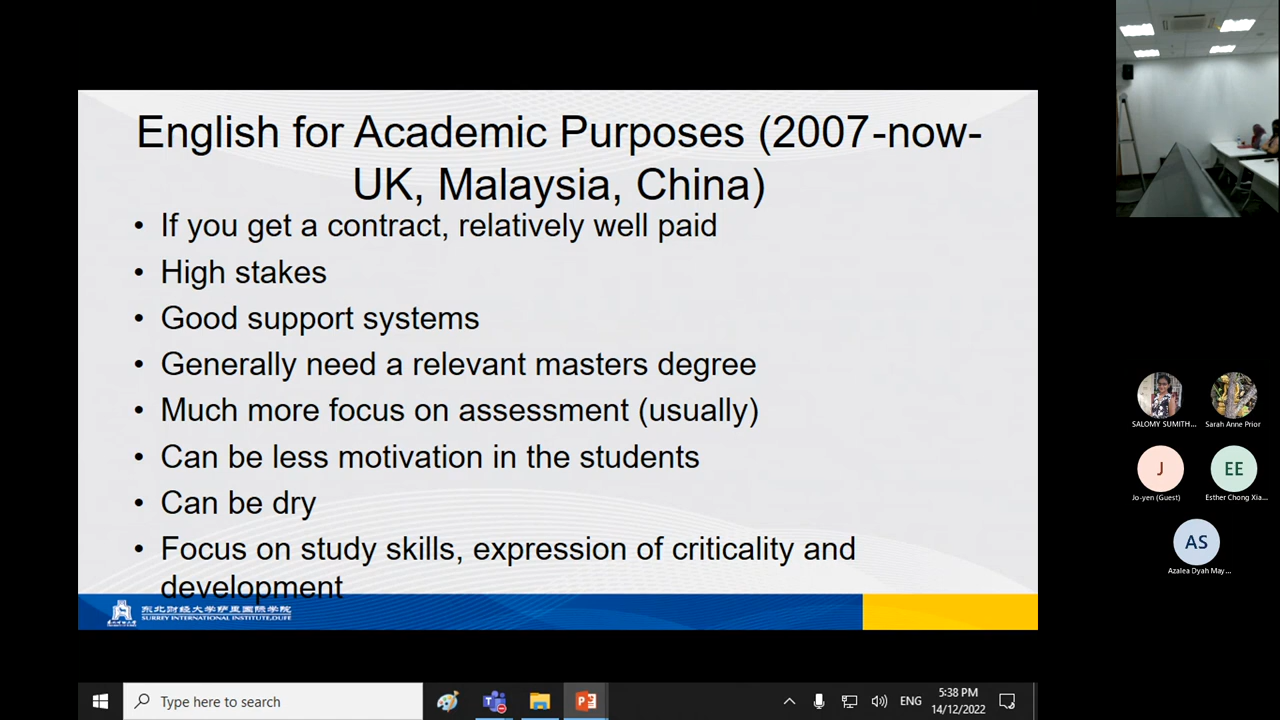 English for Academic Purposes (2007-now-
UK, Malaysia, China)
• If you get a contract, relatively well paid
• High stakes
• Good support systems
• Generally need a relevant masters degree
• Much more focus on assessment (usually)
• Can be less motivation in the students
• Can be dry
• Focus on study skills, expression of criticality and
development
东北财经大学萨里国际学院
SURREY INTERNATIONAL INSTITUTE,DUFE
SALOMY SUMITH...
Sarah Anne Prior
J
EE
Jo-yen (Guest)
Esther Chong Xia...
AS
Azalea Dyah May...
Type here to search
ENG
5:38 PM
14/12/2022